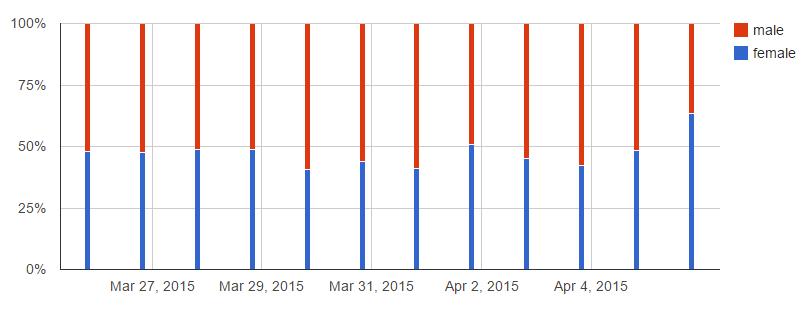 100%
75%
50%
25%
0%
Mar 27, 2015
Mar 29, 2015
Mar 31, 2015
Apr 2, 2015
Apr 4, 2015
male
female